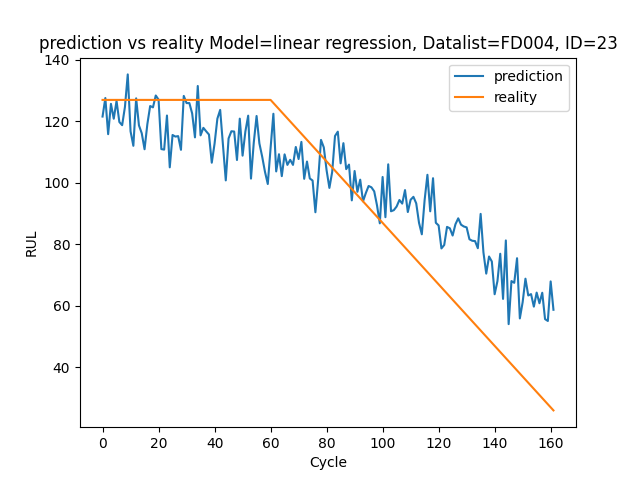 prediction vs reality Model=linear regression, Datalist=FD004, ID=23
prediction
reality
RUL
140
120
100
80
60
40
0 20 40 60 80 100 120 140 160
Cycle